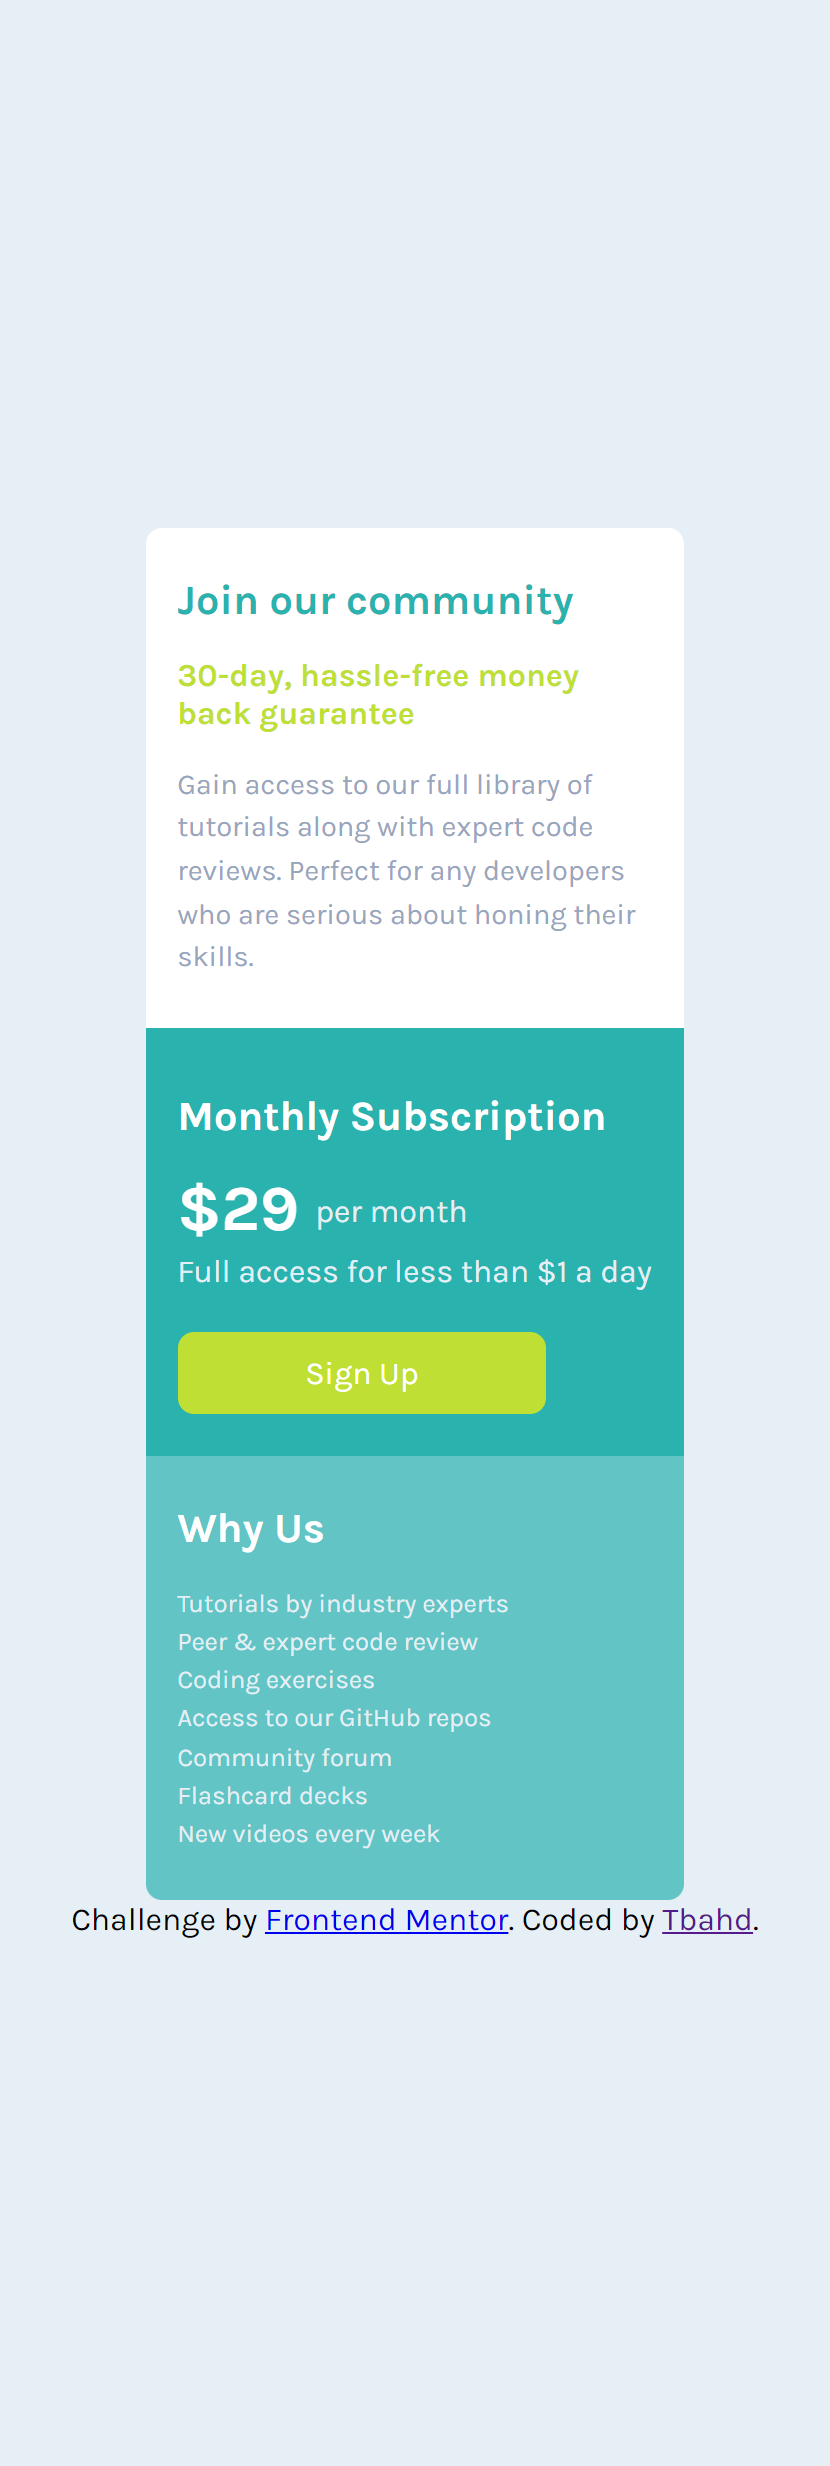 Join our community
30-day, hassle-free money
back guarantee
Gain access to our full library of
tutorials along with expert code
reviews. Perfect for any developers
who are serious about honing their
skills.
Monthly Subscription
$29 per month
Full access for less than $1 a day
Sign Up
Why Us
Tutorials by industry experts
Peer & expert code review
Coding exercises
Access to our GitHub repos
Community forum
Flashcard decks
New videos every week
Challenge by Frontend Mentor. Coded by Tbahd.